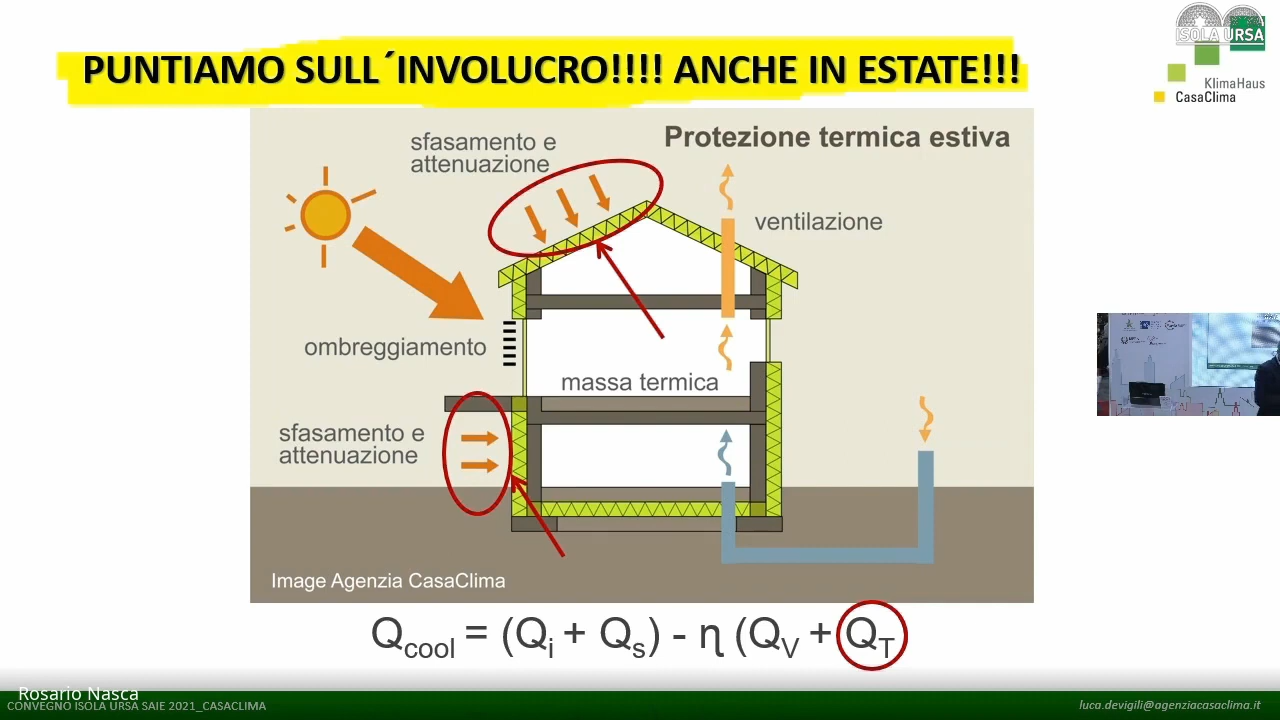 PUNTIAMO SULL´INVOLUCRO!!!! ANCHE IN ESTATE!!!
ISOLA URSA
KlimaHaus
CasaClima
sfasamento e
attenuazione
Protezione termica estiva
ventilazione
ombreggiamento
massa termica
sfasamento e
attenuazione
Image Agenzia CasaClima
Qcool = (Qi + Qs) - η (QV + QT
Rosario Nasca
CONVEGNO ISOLA URSA SAIE 2021_CASACLIMA
luca.devigili@agenziacasaclima.it